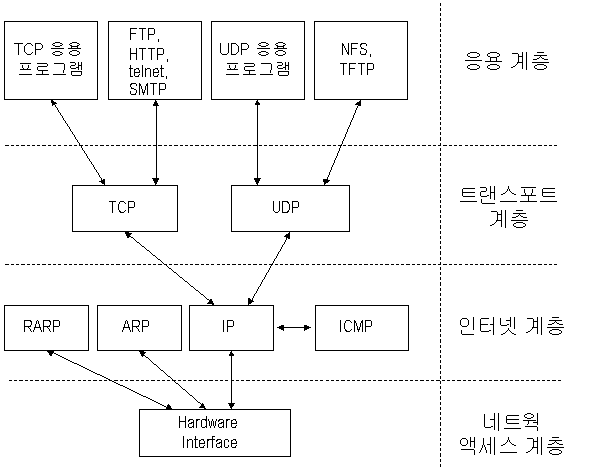 TCP 응용
프로그램
FTP,
HTTP,
telnet,
SMTP
UDP 응용
프로그램
NFS,
TFTP
응용 계층
TCP
UDP
트랜스포트
계층
RARP
ARP
IP
ICMP
인터넷 계층
Hardware
Interface
네트웍
액세스 계층